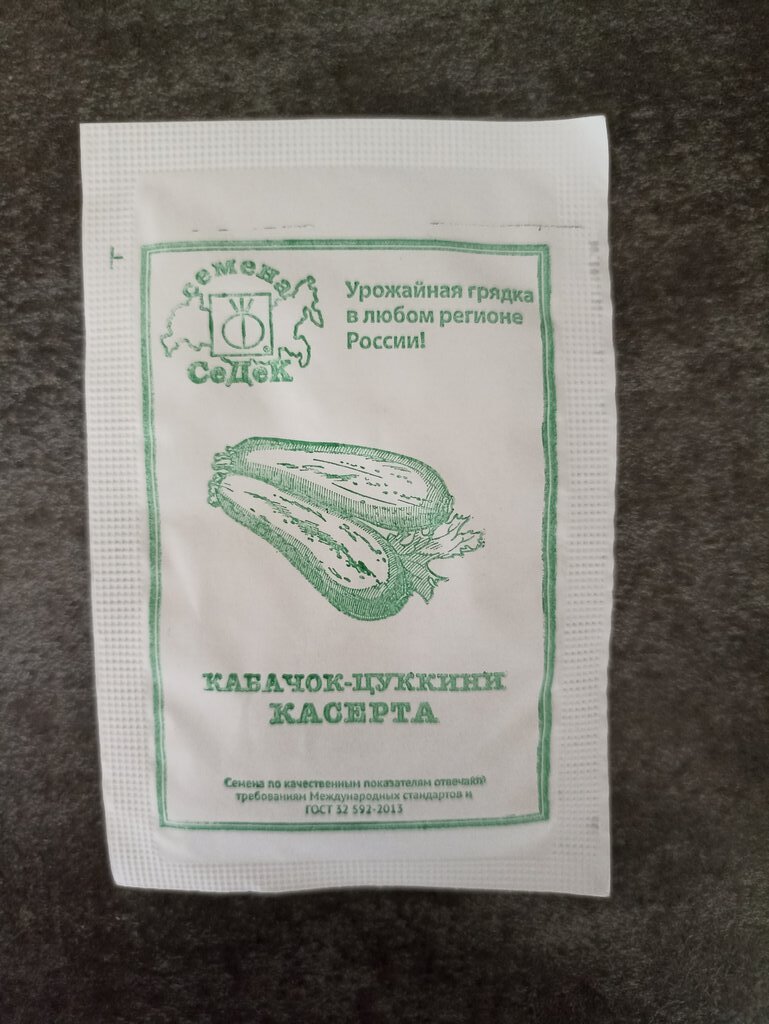 семена
СеДеК
Урожайная грядка
в любом регионе
России!
КАБАЧОК-ЦУККИНИ
КАСЕРТА
Семена по качественным показателям отвечают
требованиям Международных стандартов и
ГОСТ 32 592-2013